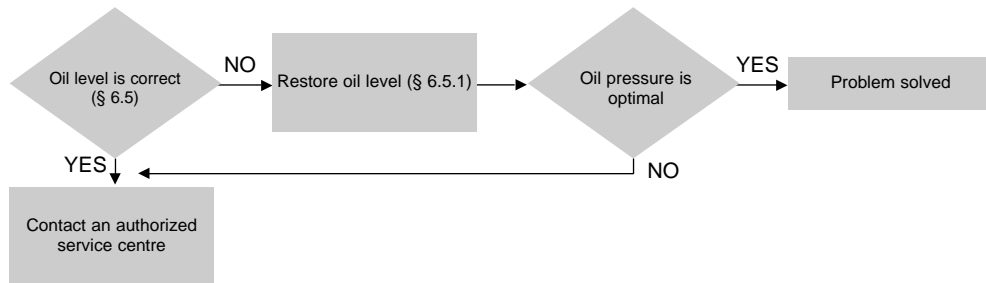 Oil level is correct
(§ 6.5)
NO
Restore oil level (§ 6.5.1)
Oil pressure is
optimal
YES
Problem solved
YES
NO
Contact an authorized
service centre